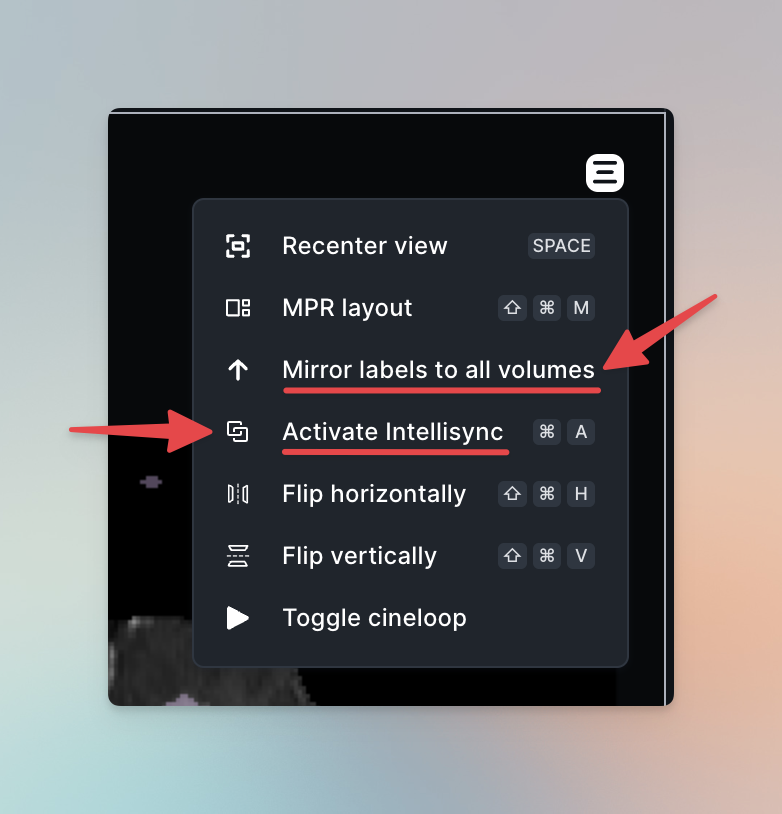 Recenter view SPACE
MPR layout ⇧ ⌘ M
Mirror labels to all volumes
Activate Intellisync ⌘ A
Flip horizontally ⇧ ⌘ H
Flip vertically ⇧ ⌘ V
Toggle cineloop